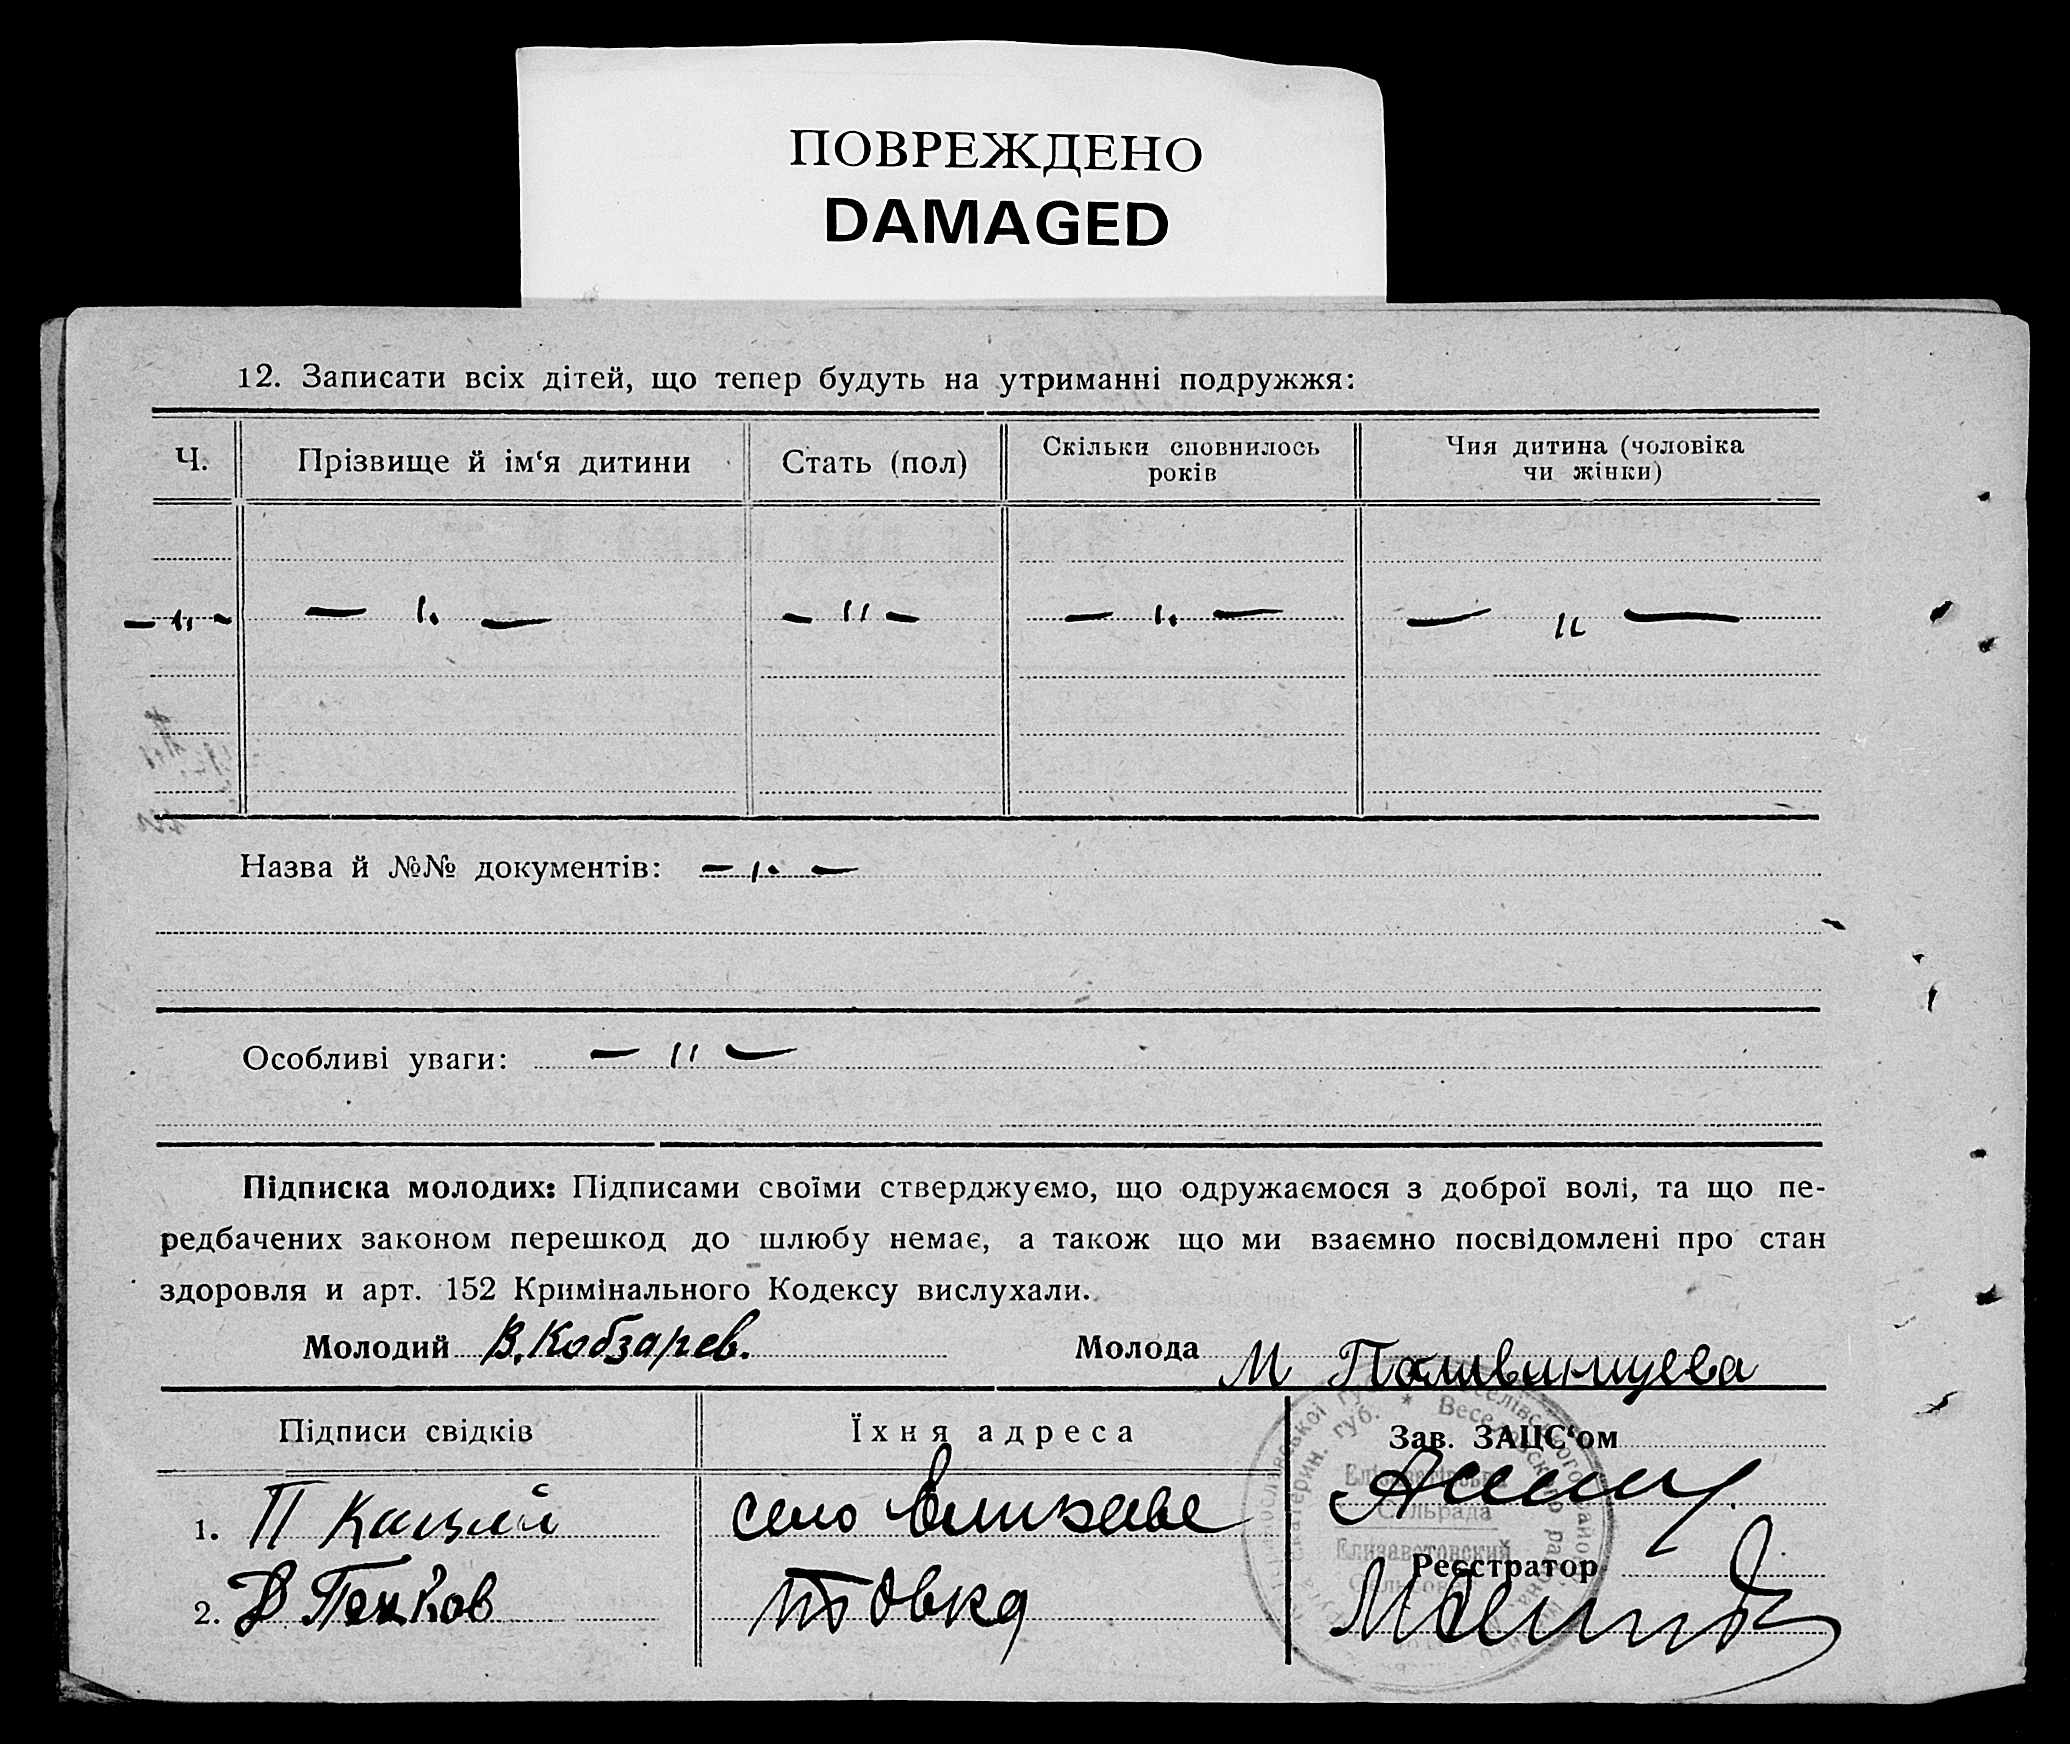 ПОВРЕЖДЕНО
DAMAGED
12. Записати всіх дітей, що тепер будуть на утриманні подружжя:
Ч. Прізвище й ім‘я дитини Стать (пол) Скільки сповнилось років Чия дитина (чоловіка чи жінки)
— 〃 — — 〃 — — 〃 — — 〃 — — 〃 —
Назва й №№ документів: — 〃 —
Особливі уваги: — 〃 —
Підписка молодих: Підписами своїми стверджуємо, що одружаємося з доброї волі, та що пе-
редбачених законом перешкод до шлюбу немає, а також що ми взаємно посвідомлені про стан
здоровля и арт. 152 Кримінального Кодексу вислухали.
Молодий В. Кобзарев. Молода М
Підписи свідків Їхня адреса Зав. ЗАЦС‘ом
1. П село
Реєстратор
2.
Сельрада
Елизаветовский